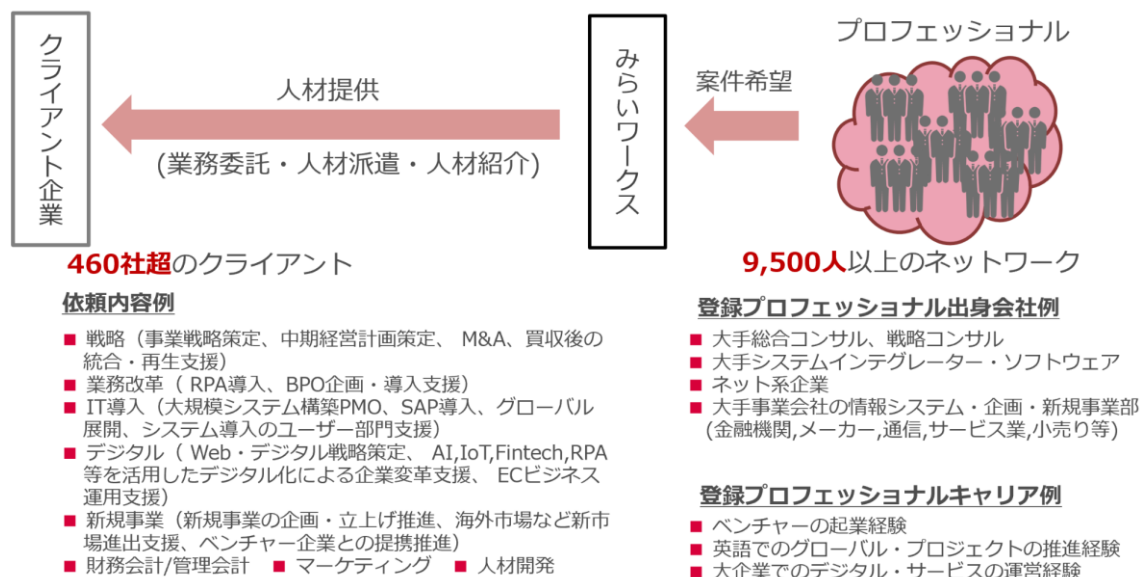 クライアント企業
人材提供
(業務委託・人材派遣・人材紹介)
みらいワークス
案件希望
プロフェッショナル
460社超のクライアント
依頼内容例
■ 戦略（事業戦略策定、中期経営計画策定、 M&A、買収後の
統合・再生支援）
■ 業務改革（ RPA導入、BPO企画・導入支援）
■ IT導入（大規模システム構築PMO、SAP導入、グローバル
展開、システム導入のユーザー部門支援）
■ デジタル（ Web・デジタル戦略策定、 AI,IoT,Fintech,RPA
等を活用したデジタル化による企業変革支援、 ECビジネス
運用支援）
■ 新規事業（新規事業の企画・立上げ推進、海外市場など新市
場進出支援、ベンチャー企業との提携推進）
■ 財務会計/管理会計 ■ マーケティング ■ 人材開発
9,500人以上のネットワーク
登録プロフェッショナル出身会社例
■ 大手総合コンサル、戦略コンサル
■ 大手システムインテグレーター・ソフトウェア
■ ネット系企業
■ 大手事業会社の情報システム・企画・新規事業部
(金融機関,メーカー,通信,サービス業,小売り等)
登録プロフェッショナルキャリア例
■ ベンチャーの起業経験
■ 英語でのグローバル・プロジェクトの推進経験
■ 大企業でのデジタル・サービスの運営経験